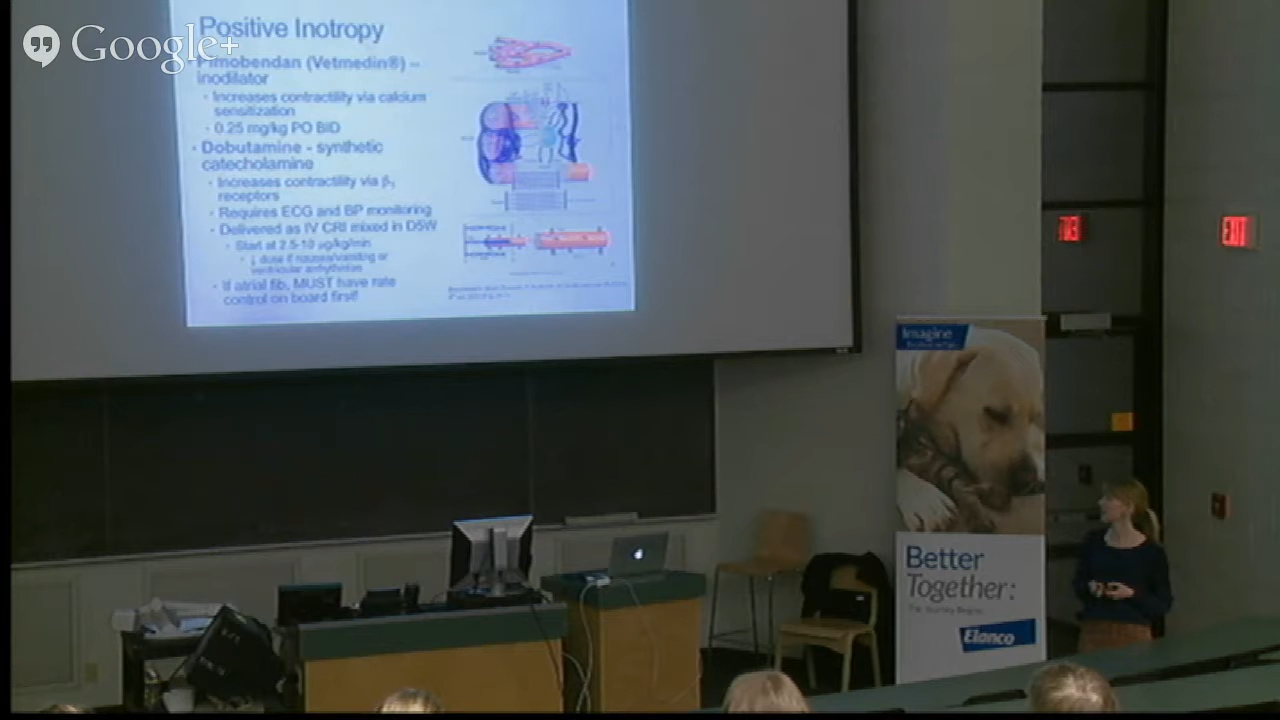 Google+
Positive Inotropy
Pimobendan (Vetmedin®) –
inodilator
Increases contractility via calcium
sensitization
0.25 mg/kg PO BID
Dobutamine - synthetic
catecholamine
Increases contractility via β₁
receptors
Requires ECG and BP monitoring
Delivered as IV CRI mixed in D5W
Start at 2.5-10 µg/kg/min
↓ dose if nausea/vomiting or
ventricular arrhythmias
If atrial fib, MUST have rate
control on board first!
EXIT
Imagine
Better
Together:
The Journey Begins
Elanco